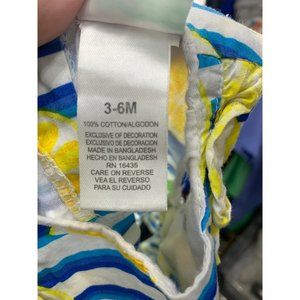 3-6M
100% COTTON/ALGODON
EXCLUSIVE OF DECORATION
EXCLUSIVO DE DECORACION
MADE IN BANGLADESH
HECHO EN BANGLADESH
RN 16435
CARE ON REVERSE
VEA EL REVERSO
PARA SU CUIDADO